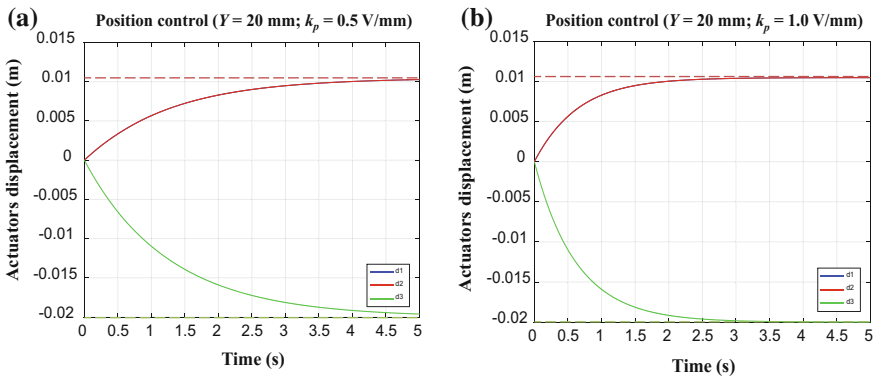 (a) Position control (Y = 20 mm; kp = 0.5 V/mm)
Actuators displacement (m)
0.015
0.01
0.005
0
-0.005
-0.01
-0.015
-0.02
0 0.5 1 1.5 2 2.5 3 3.5 4 4.5 5
Time (s)
d1
d2
d3
(b) Position control (Y = 20 mm; kp = 1.0 V/mm)
Actuators displacement (m)
0.015
0.01
0.005
0
-0.005
-0.01
-0.015
-0.02
0 0.5 1 1.5 2 2.5 3 3.5 4 4.5 5
Time (s)
d1
d2
d3